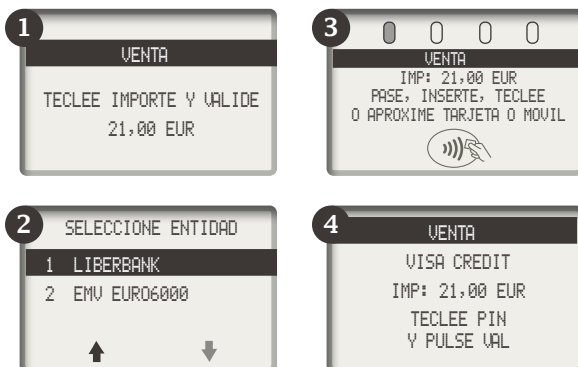 1
VENTA
TECLEE IMPORTE Y VALIDE
21,00 EUR
2
SELECCIONE ENTIDAD
1 LIBERBANK
2 EMV EURO6000
3
VENTA
IMP: 21,00 EUR
PASE, INSERTE, TECLEE
O APROXIME TARJETA O MOVIL
4
VENTA
VISA CREDIT
IMP: 21,00 EUR
TECLEE PIN
Y PULSE VAL